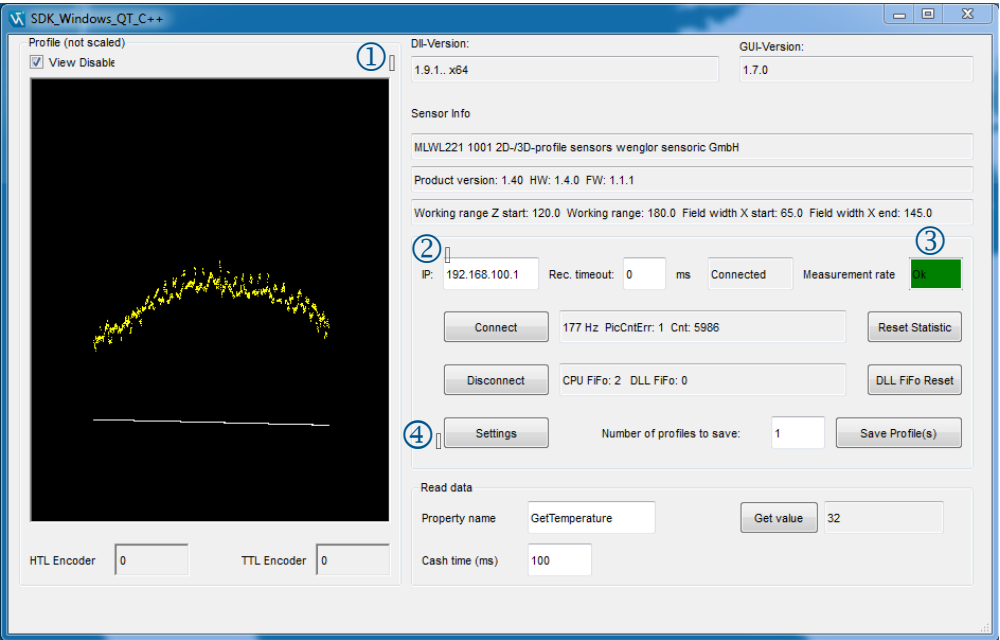 SDK_Windows_QT_C++
Profile (not scaled)
View Disable
①
HTL Encoder 0 TTL Encoder 0
Dll-Version: GUI-Version:
1.9.1.. x64 1.7.0
Sensor Info
MLWL221 1001 2D-/3D-profile sensors wenglor sensoric GmbH
Product version: 1.40 HW: 1.4.0 FW: 1.1.1
Working range Z start: 120.0 Working range: 180.0 Field width X start: 65.0 Field width X end: 145.0
② ③
IP: 192.168.100.1 Rec. timeout: 0 ms Connected Measurement rate Ok
Connect 177 Hz PicCntErr: 1 Cnt: 5986 Reset Statistic
Disconnect CPU FiFo: 2 DLL FiFo: 0 DLL FiFo Reset
④ Settings Number of profiles to save: 1 Save Profile(s)
Read data
Property name GetTemperature Get value 32
Cash time (ms) 100